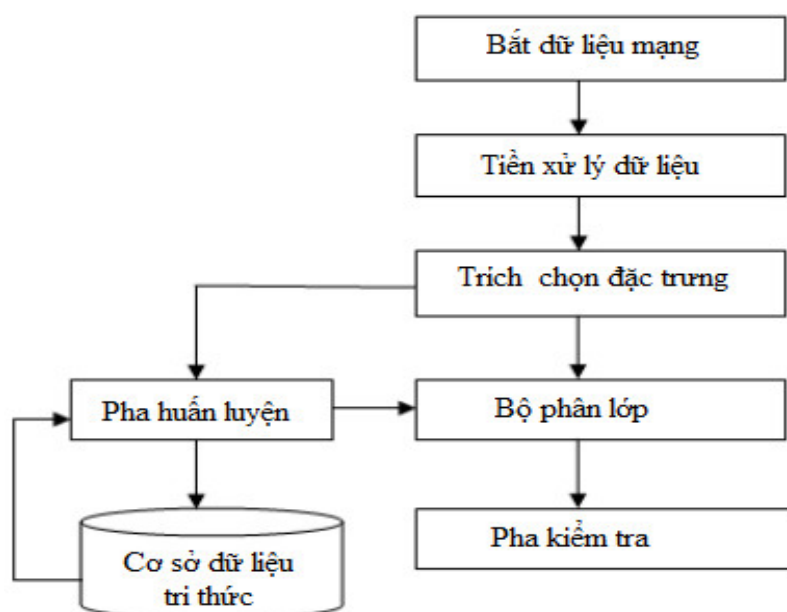 Bắt dữ liệu mạng
Tiền xử lý dữ liệu
Trích chọn đặc trưng
Pha huấn luyện
Bộ phân lớp
Cơ sở dữ liệu
tri thức
Pha kiểm tra